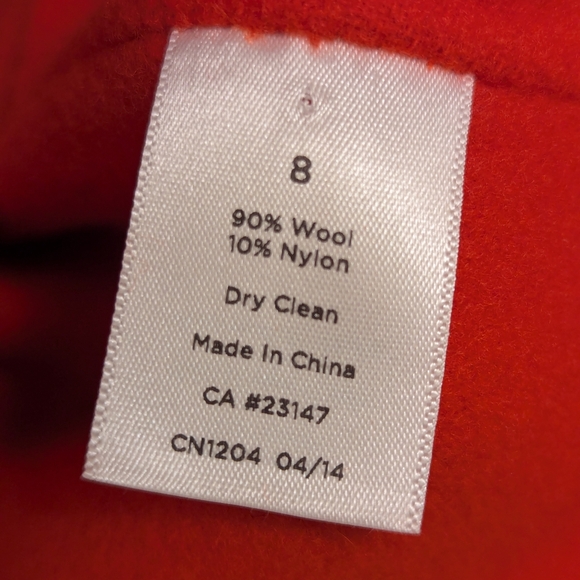 8
90% Wool
10% Nylon
Dry Clean
Made In China
CA #23147
CN1204 04/14